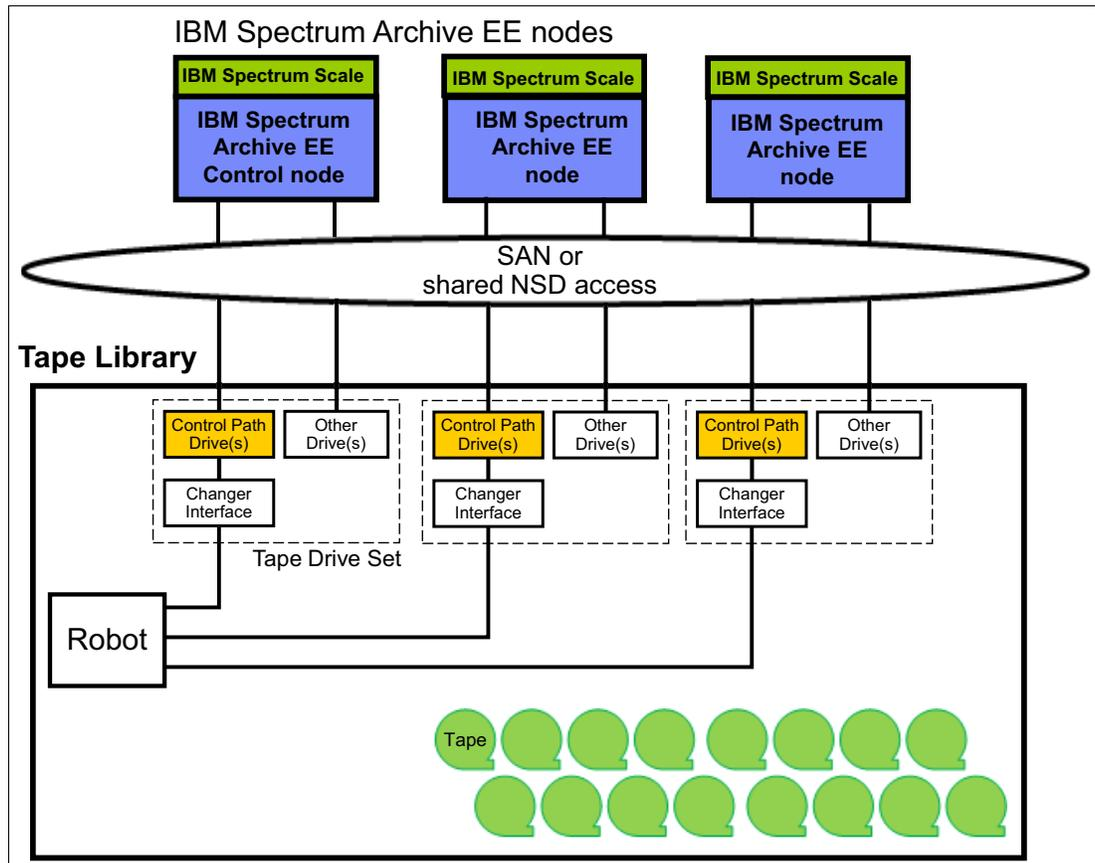 IBM Spectrum Archive EE nodes
IBM Spectrum Scale
IBM Spectrum
Archive EE
Control node
IBM Spectrum Scale
IBM Spectrum
Archive EE
node
IBM Spectrum Scale
IBM Spectrum
Archive EE
node
SAN or
shared NSD access
Tape Library
Control Path
Drive(s)
Other
Drive(s)
Changer
Interface
Control Path
Drive(s)
Other
Drive(s)
Changer
Interface
Control Path
Drive(s)
Other
Drive(s)
Changer
Interface
Tape Drive Set
Robot
Tape